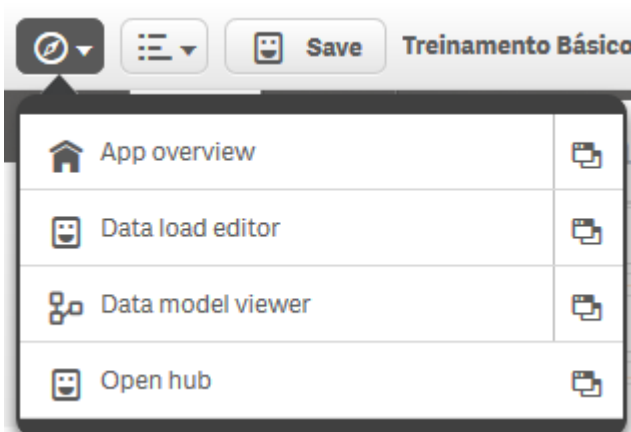 Save Treinamento Básico
App overview
Data load editor
Data model viewer
Open hub